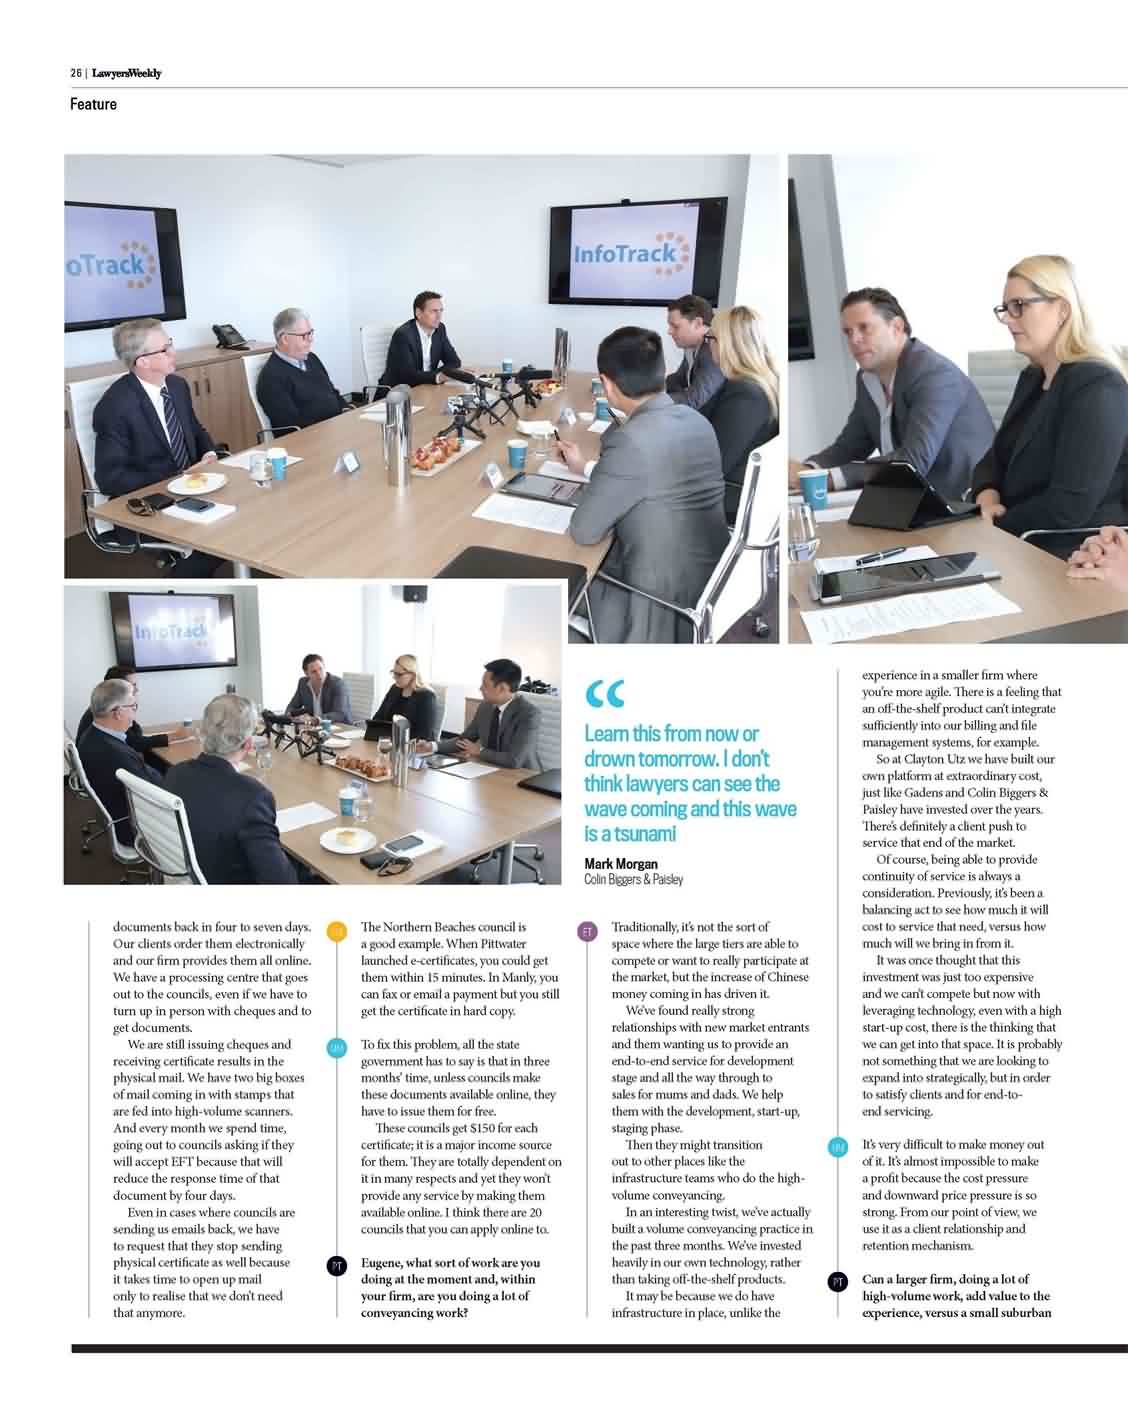 26 | LawyersWeekly
Feature
oTrack
InfoTrack
InfoTrack
Learn this from now or
drown tomorrow. I don't
think lawyers can see the
wave coming and this wave
is a tsunami
Mark Morgan
Colin Biggers & Paisley
documents back in four to seven days.
Our clients order them electronically
and our firm provides them all online.
We have a processing centre that goes
out to the councils, even if we have to
turn up in person with cheques and to
get documents.
We are still issuing cheques and
receiving certificate results in the
physical mail. We have two big boxes
of mail coming in with stamps that
are fed into high-volume scanners.
And every month we spend time,
going out to councils asking if they
will accept EFT because that will
reduce the response time of that
document by four days.
Even in cases where councils are
sending us emails back, we have
to request that they stop sending
physical certificate as well because
it takes time to open up mail
only to realise that we don't need
that anymore.
The Northern Beaches council is
a good example. When Pittwater
launched e-certificates, you could get
them within 15 minutes. In Manly, you
can fax or email a payment but you still
get the certificate in hard copy.
MM
To fix this problem, all the state
government has to say is that in three
months' time, unless councils make
these documents available online, they
have to issue them for free.
These councils get $150 for each
certificate; it is a major income source
for them. They are totally dependent on
it in many respects and yet they won't
provide any service by making them
available online. I think there are 20
councils that you can apply online to.
PT
Eugene, what sort of work are you
doing at the moment and, within
your firm, are you doing a lot of
conveyancing work?
ET
Traditionally, it's not the sort of
space where the large tiers are able to
compete or want to really participate at
the market, but the increase of Chinese
money coming in has driven it.
We've found really strong
relationships with new market entrants
and them wanting us to provide an
end-to-end service for development
stage and all the way through to
sales for mums and dads. We help
them with the development, start-up,
staging phase.
Then they might transition
out to other places like the
infrastructure teams who do the high-
volume conveyancing.
In an interesting twist, we've actually
built a volume conveyancing practice in
the past three months. We've invested
heavily in our own technology, rather
than taking off-the-shelf products.
It may be because we do have
infrastructure in place, unlike the
experience in a smaller firm where
you're more agile. There is a feeling that
an off-the-shelf product can't integrate
sufficiently into our billing and file
management systems, for example.
So at Clayton Utz we have built our
own platform at extraordinary cost,
just like Gadens and Colin Biggers &
Paisley have invested over the years.
There's definitely a client push to
service that end of the market.
Of course, being able to provide
continuity of service is always a
consideration. Previously, it's been a
balancing act to see how much it will
cost to service that need, versus how
much will we bring in from it.
It was once thought that this
investment was just too expensive
and we can't compete but now with
leveraging technology, even with a high
start-up cost, there is the thinking that
we can get into that space. It is probably
not something that we are looking to
expand into strategically, but in order
to satisfy clients and for end-to-
end servicing.
MM
It's very difficult to make money out
of it. It's almost impossible to make
a profit because the cost pressure
and downward price pressure is so
strong. From our point of view, we
use it as a client relationship and
retention mechanism.
PT
Can a larger firm, doing a lot of
high-volume work, add value to the
experience, versus a small suburban